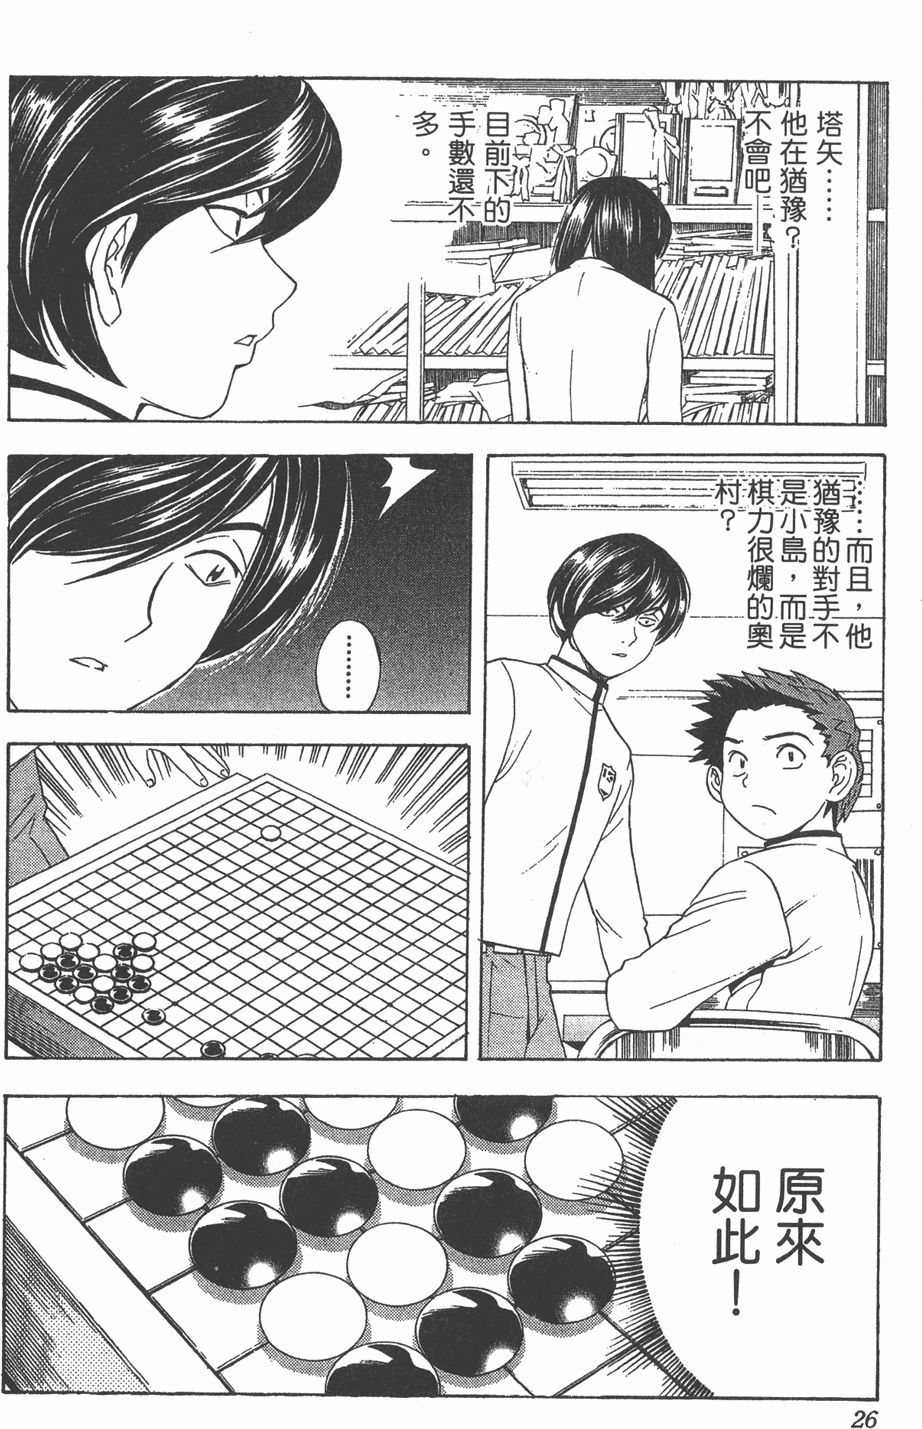 塔矢……
他在猶豫？
不會吧
目前下的
手數還不
多。
……而且，他
猶豫的對手不
是小島，而是
棋力很爛的奧
村？
………
原來
如此！
26